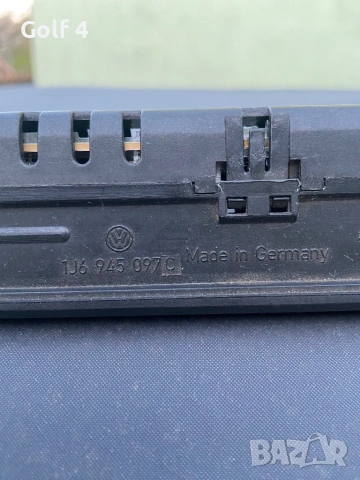 Golf 4
1J6 945 097 C Made in Germany
BAZAR